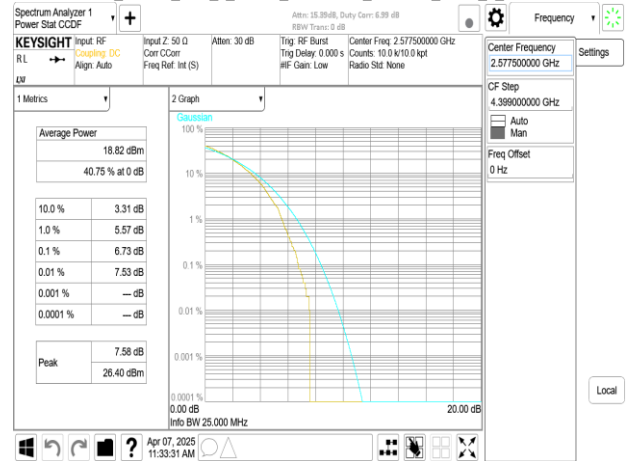 Spectrum Analyzer 1
Power Stat CCDF
Attn: 15.39dB, Duty Corr: 6.99 dB
RBW Trans: 0 dB
Frequency
KEYSIGHT
RL
LXI
Input: RF
Coupling: DC
Align: Auto
Input Z: 50 Ω
Corr CCorr
Freq Ref: Int (S)
Atten: 30 dB
Trig: RF Burst
Trig Delay: 0.000 s
#IF Gain: Low
Center Freq: 2.577500000 GHz
Counts: 10.0 k/10.0 kpt
Radio Std: None
Center Frequency
2.577500000 GHz
Settings
CF Step
4.399000000 GHz
Auto
Man
Freq Offset
0 Hz
1 Metrics
2 Graph
Gaussian
Average Power
18.82 dBm
40.75 % at 0 dB
10.0 % 3.31 dB
1.0 % 5.57 dB
0.1 % 6.73 dB
0.01 % 7.53 dB
0.001 % --- dB
0.0001 % --- dB
Peak
7.58 dB
26.40 dBm
100 %
10 %
1 %
0.1 %
0.01 %
0.001 %
0.0001 %
0.00 dB
20.00 dB
Info BW 25.000 MHz
Local
?
Apr 07, 2025
11:33:31 AM